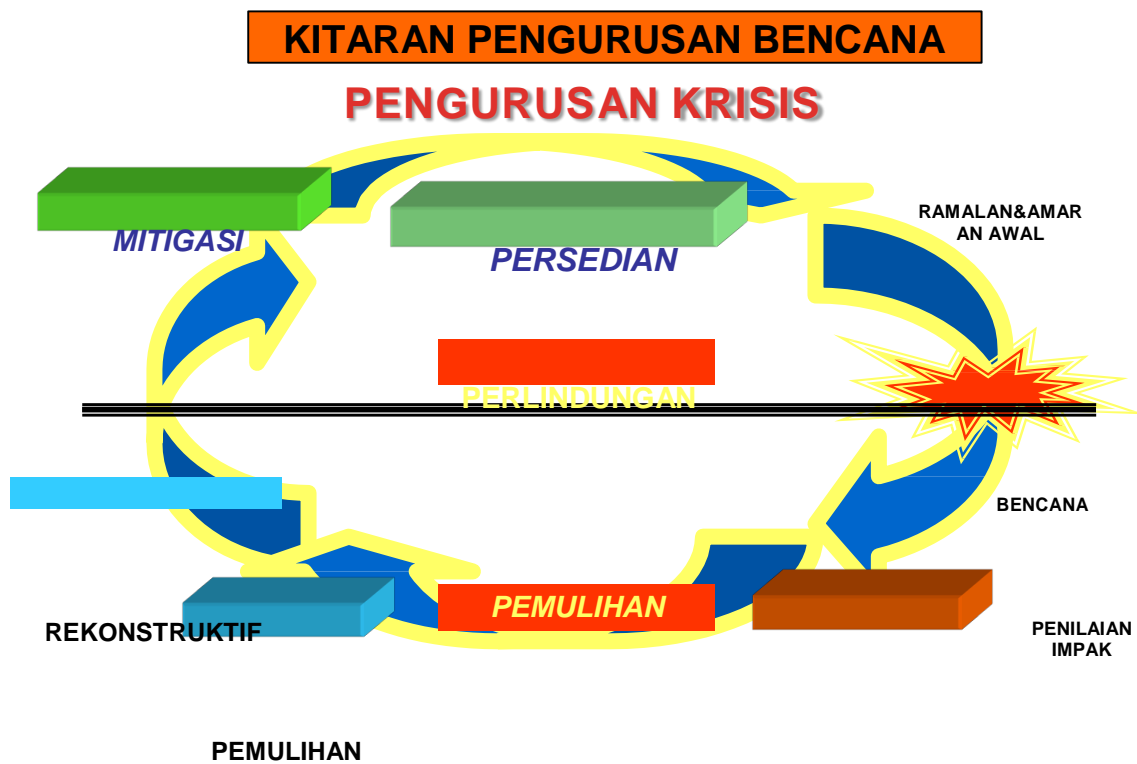 KITARAN PENGURUSAN BENCANA
PENGURUSAN KRISIS
RAMALAN&AMAR
AN AWAL
MITIGASI
PERSEDIAN
PERLINDUNGAN
BENCANA
PEMULIHAN
REKONSTRUKTIF
PENILAIAN
IMPAK
PEMULIHAN